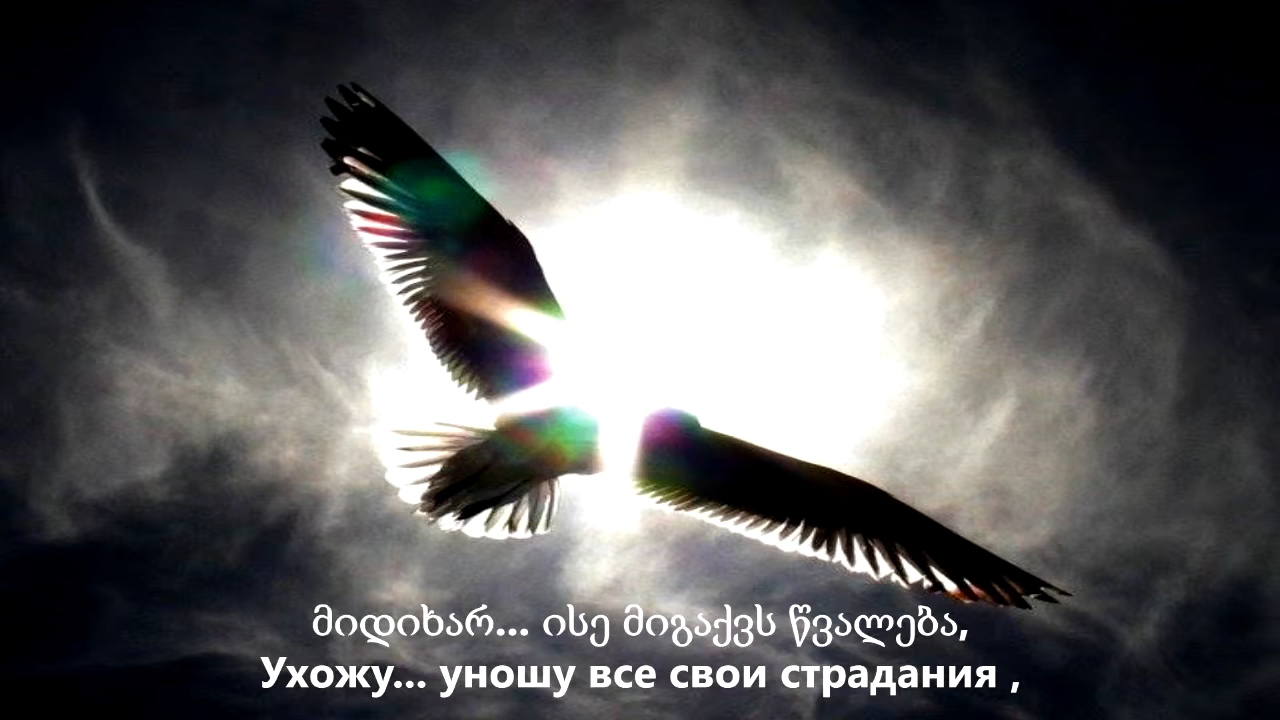 მიდიხარ... ისე მიგაქვს წვალება,
Ухожу... уношу все свои страдания ,